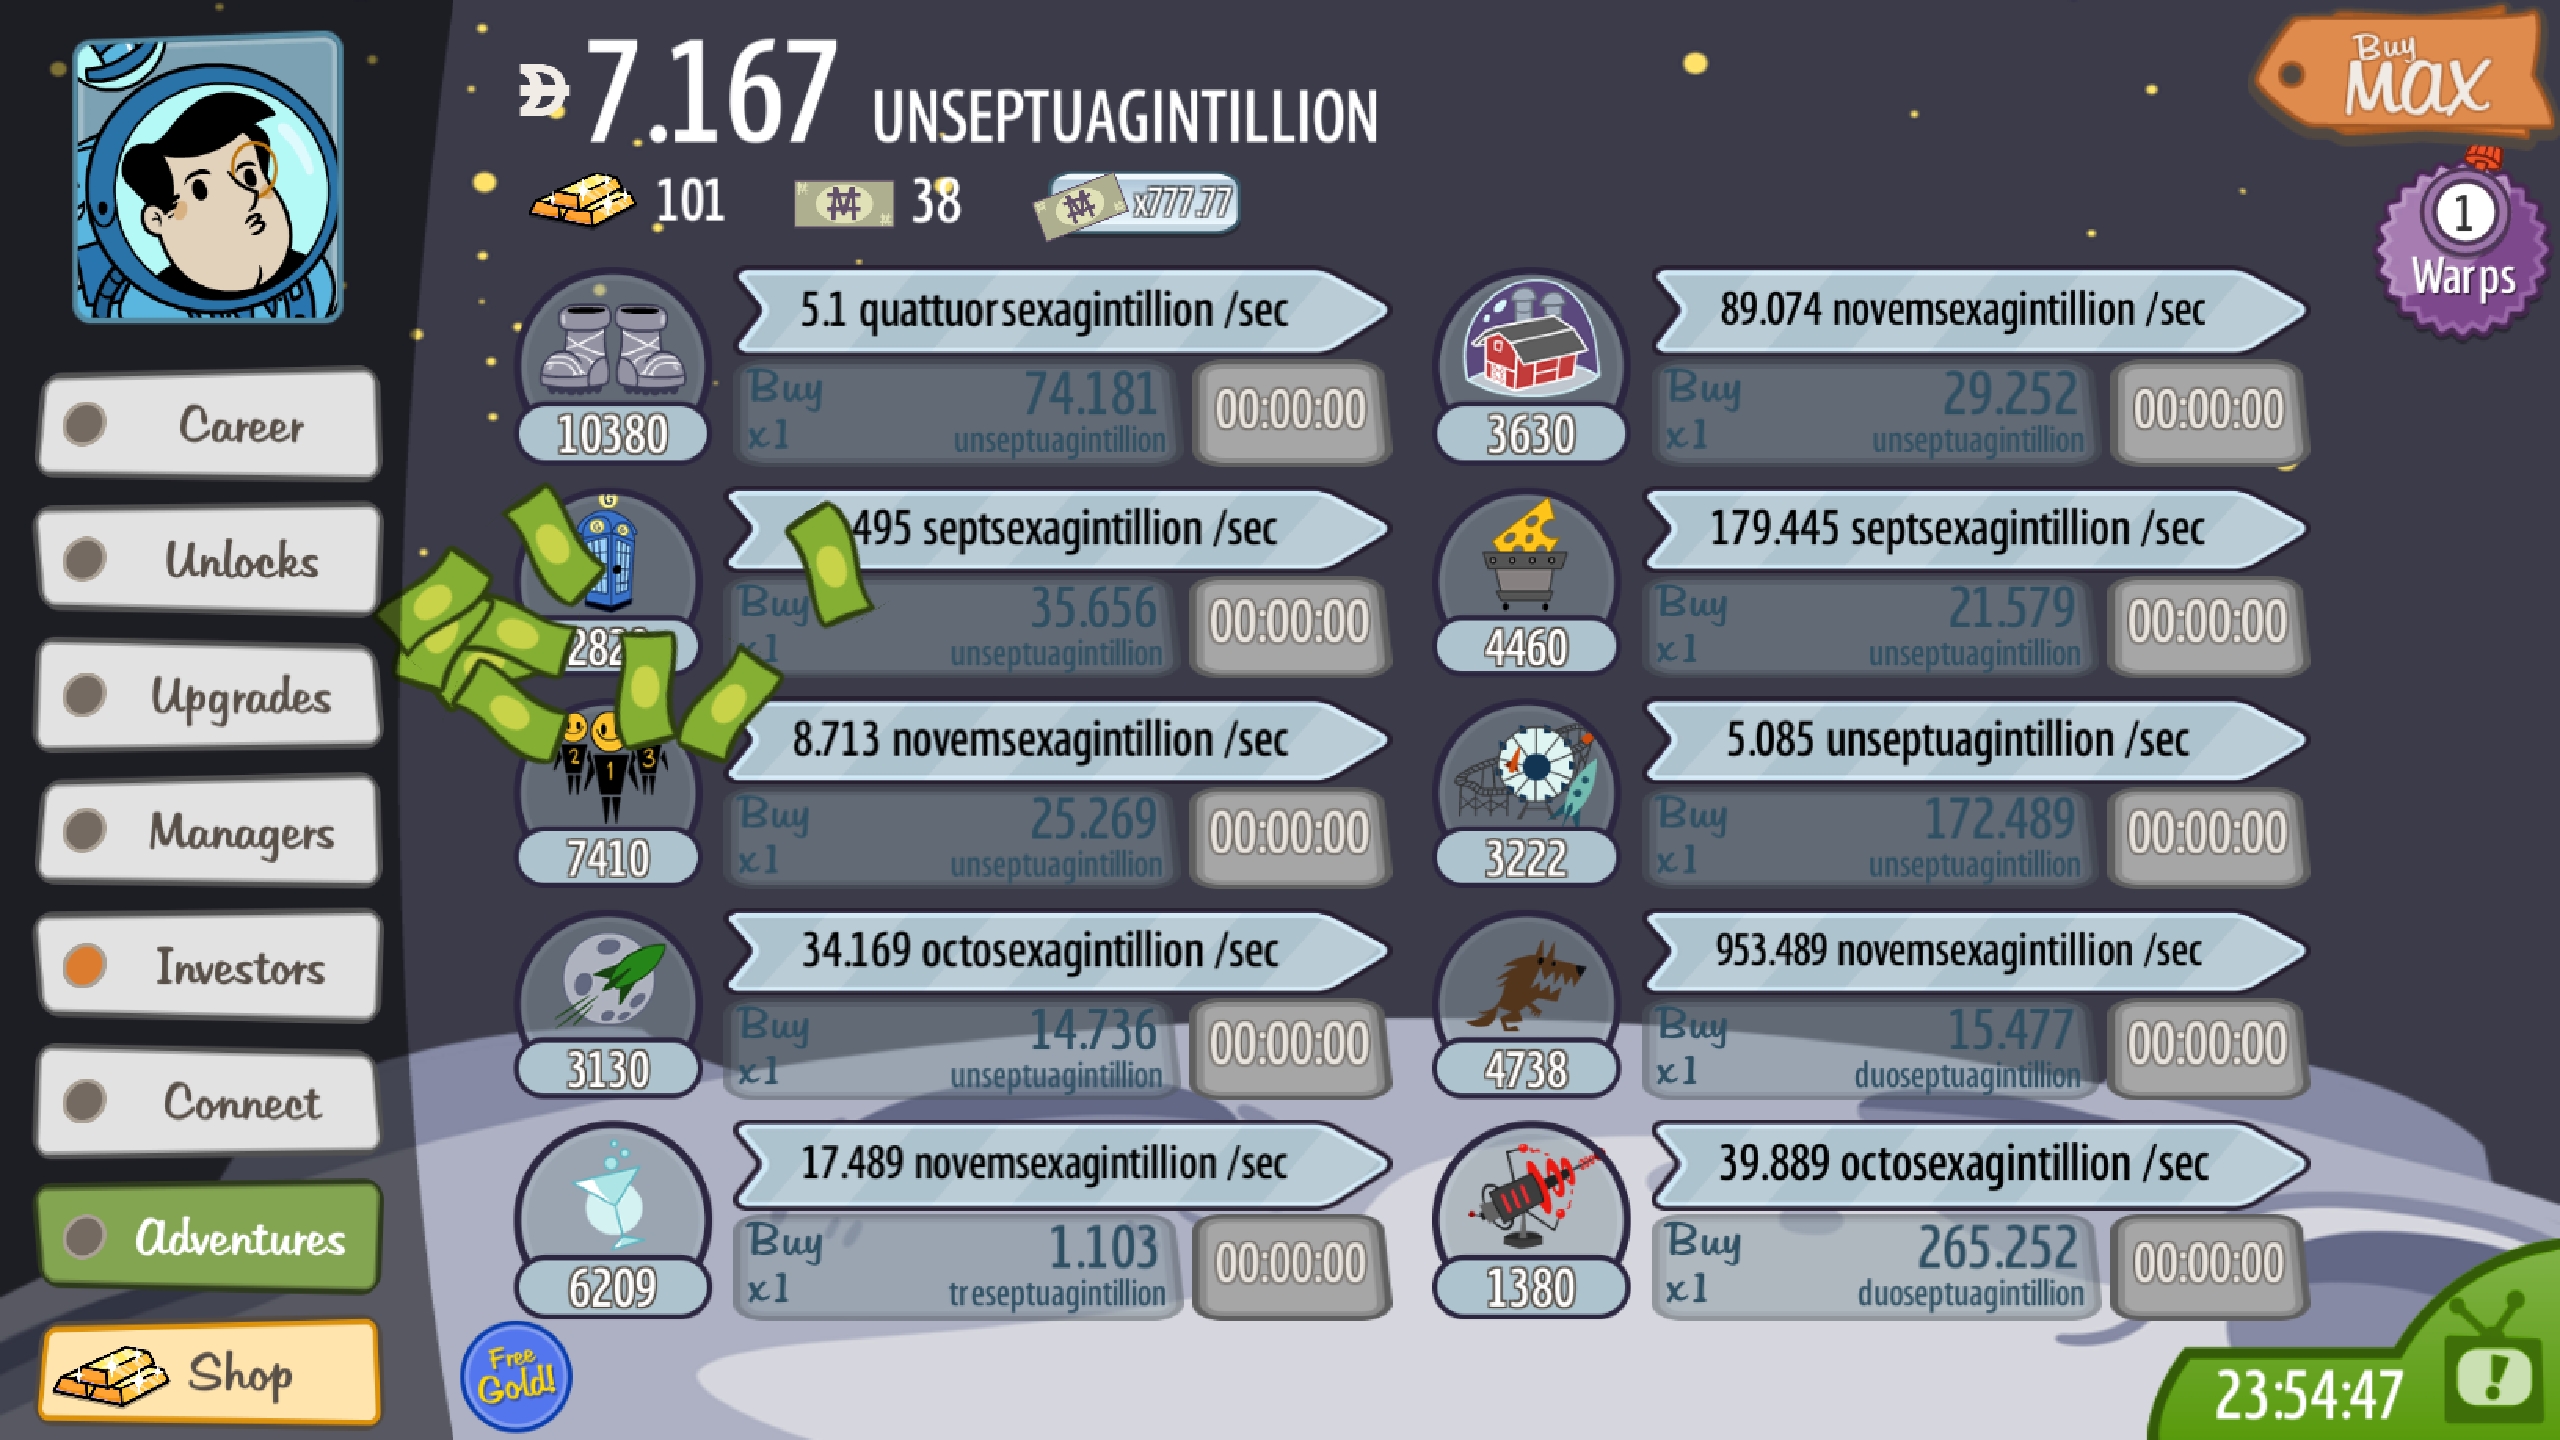 7.167 UNSEPTUAGINTILLION
Buy
MAX
101
38
x777.77
1
Warps
5.1 quattuorsexagintillion /sec
Buy 74.181
x1 unseptuagintillion
00:00:00
10380
89.074 novemsexagintillion /sec
Buy 29.252
x1 unseptuagintillion
00:00:00
3630
495 septsexagintillion /sec
Buy 35.656
x1 unseptuagintillion
00:00:00
179.445 septsexagintillion /sec
Buy 21.579
x1 unseptuagintillion
00:00:00
4460
2 1 3
8.713 novemsexagintillion /sec
Buy 25.269
x1 unseptuagintillion
00:00:00
7410
5.085 unseptuagintillion /sec
Buy 172.489
x1 unseptuagintillion
00:00:00
3222
34.169 octosexagintillion /sec
Buy 14.736
x1 unseptuagintillion
00:00:00
3130
953.489 novemsexagintillion /sec
Buy 15.477
x1 duoseptuagintillion
00:00:00
4738
17.489 novemsexagintillion /sec
Buy 1.103
x1 treseptuagintillion
00:00:00
6209
39.889 octosexagintillion /sec
Buy 265.252
x1 duoseptuagintillion
00:00:00
1380
Career
Unlocks
Upgrades
Managers
Investors
Connect
Adventures
Shop
Free
Gold!
23:54:47
!